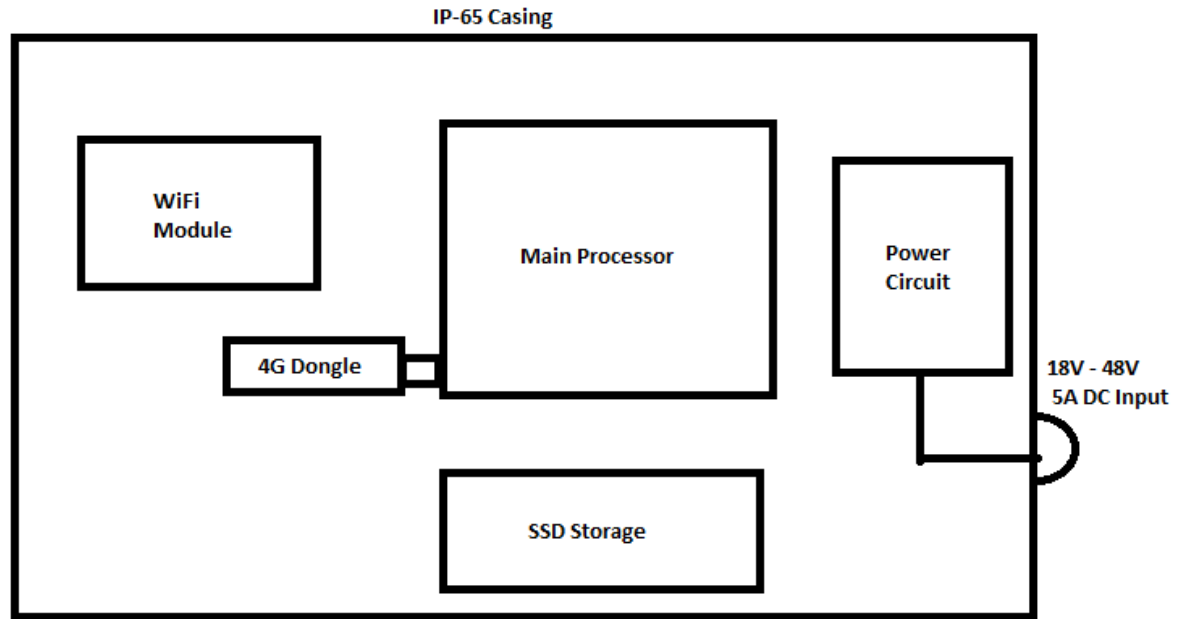 IP-65 Casing
WiFi
Module
Main Processor
Power
Circuit
4G Dongle
18V - 48V
5A DC Input
SSD Storage